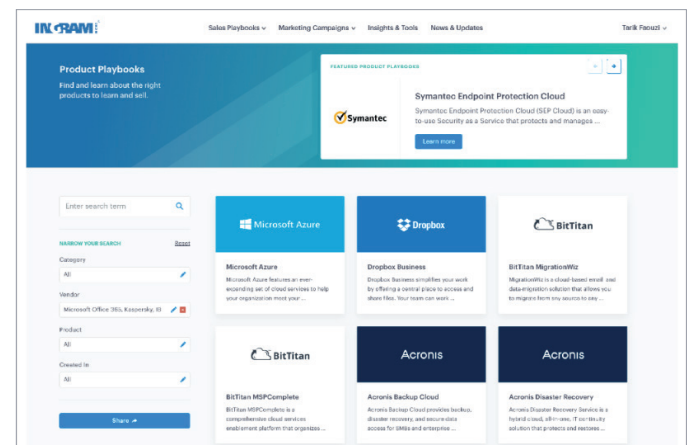 INGRAM
Sales Playbooks
Marketing Campaigns
Insights & Tools
News & Updates
Tarik Faouzi
Product Playbooks
Find and learn about the right
products to learn and sell.
FEATURED PRODUCT PLAYBOOKS
Symantec
Symantec Endpoint Protection Cloud
Symantec Endpoint Protection Cloud (SEP Cloud) is an easy-
to-use Security as a Service that protects and manages ...
Learn more
Enter search term
NARROW YOUR SEARCH
Reset
Category
All
Vendor
Microsoft Office 365, Kaspersky,
Product
All
Created In
All
Share
Microsoft Azure
Microsoft Azure
Microsoft Azure features an ever-
expanding set of cloud services to help
your organization meet your ...
Dropbox
Dropbox Business
Dropbox Business simplifies your work
by offering a central place to access and
share files. Your team can work ...
BitTitan
BitTitan MigrationWiz
MigrationWiz is a cloud-based email and
data-migration solution that allows you
to migrate from any source to any ...
BitTitan
BitTitan MSPComplete
BitTitan MSPComplete is a
comprehensive cloud services
enablement platform that organizes ...
Acronis
Acronis Backup Cloud
Acronis Backup Cloud provides backup,
disaster recovery, and secure data
access for SMBs and enterprise ...
Acronis
Acronis Disaster Recovery
Acronis Disaster Recovery Service is a
hybrid cloud, all-in-one, IT continuity
solution that protects and restores ...